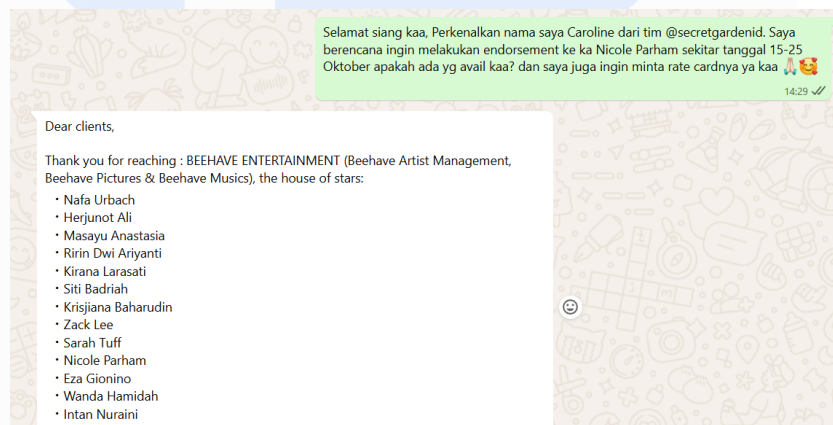 Selamat siang kaa, Perkenalkan nama saya Caroline dari tim @secretgardenid. Saya
berencana ingin melakukan endorsement ke ka Nicole Parham sekitar tanggal 15-25
Oktober apakah ada yg avail kaa? dan saya juga ingin minta rate cardnya ya kaa 🙏🏻🥰
14:29
Dear clients,
Thank you for reaching : BEEHAVE ENTERTAINMENT (Beehave Artist Management,
Beehave Pictures & Beehave Musics), the house of stars:
• Nafa Urbach
• Herjunot Ali
• Masayu Anastasia
• Ririn Dwi Ariyanti
• Kirana Larasati
• Siti Badriah
• Krisjiana Baharudin
• Zack Lee
• Sarah Tuff
• Nicole Parham
• Eza Gionino
• Wanda Hamidah
• Intan Nuraini